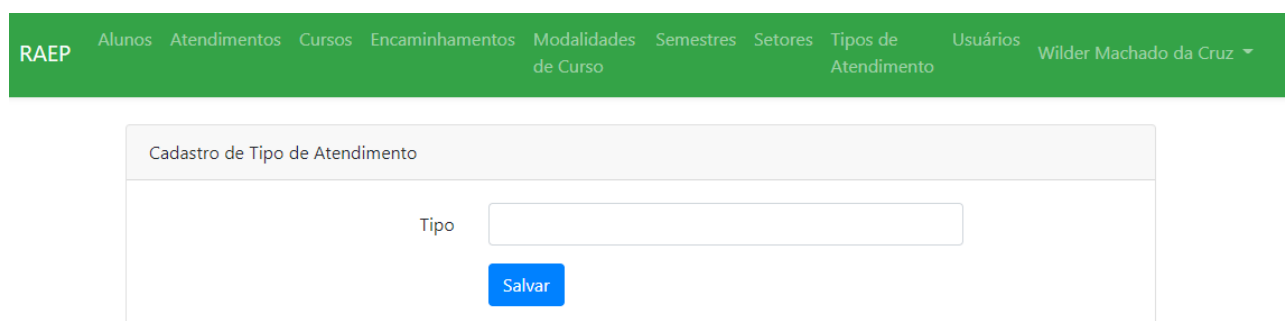 RAEP Alunos Atendimentos Cursos Encaminhamentos Modalidades de Curso Semestres Setores Tipos de Atendimento Usuários Wilder Machado da Cruz
Cadastro de Tipo de Atendimento
Tipo
Salvar